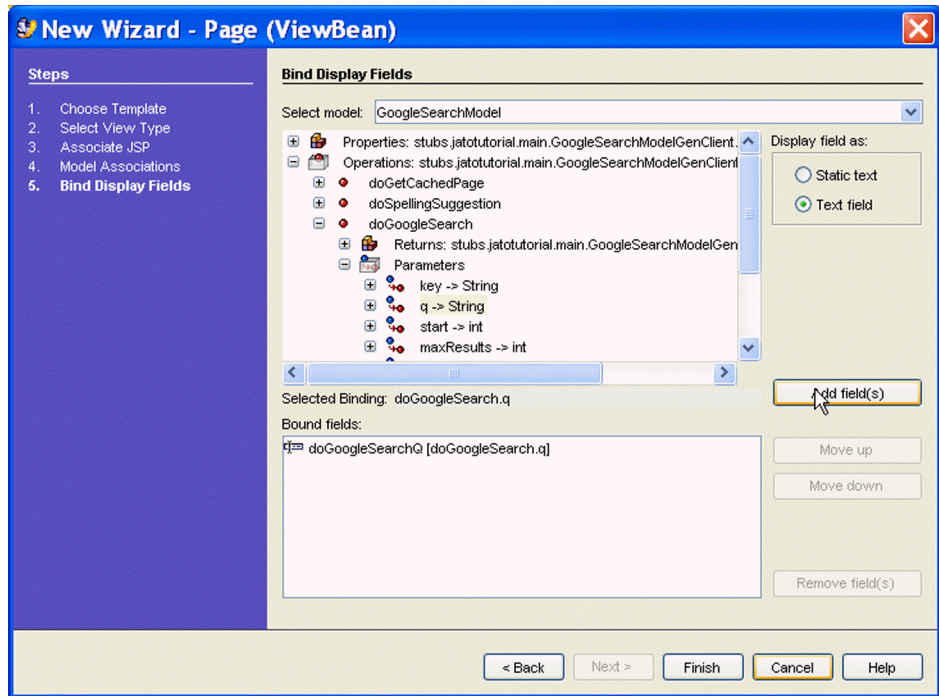 New Wizard - Page (ViewBean)
Steps
1. Choose Template
2. Select View Type
3. Associate JSP
4. Model Associations
5. Bind Display Fields
Bind Display Fields
Select model: GoogleSearchModel
Properties: stubs.jatotutorial.main.GoogleSearchModelGenClient.
Operations: stubs.jatotutorial.main.GoogleSearchModelGenClient
doGetCachedPage
doSpellingSuggestion
doGoogleSearch
Returns: stubs.jatotutorial.main.GoogleSearchModelGen
Parameters
key -> String
q -> String
start -> int
maxResults -> int
Display field as:
Static text
Text field
Selected Binding: doGoogleSearch.q
Add field(s)
Bound fields:
doGoogleSearchQ [doGoogleSearch.q]
Move up
Move down
Remove field(s)
< Back Next > Finish Cancel Help